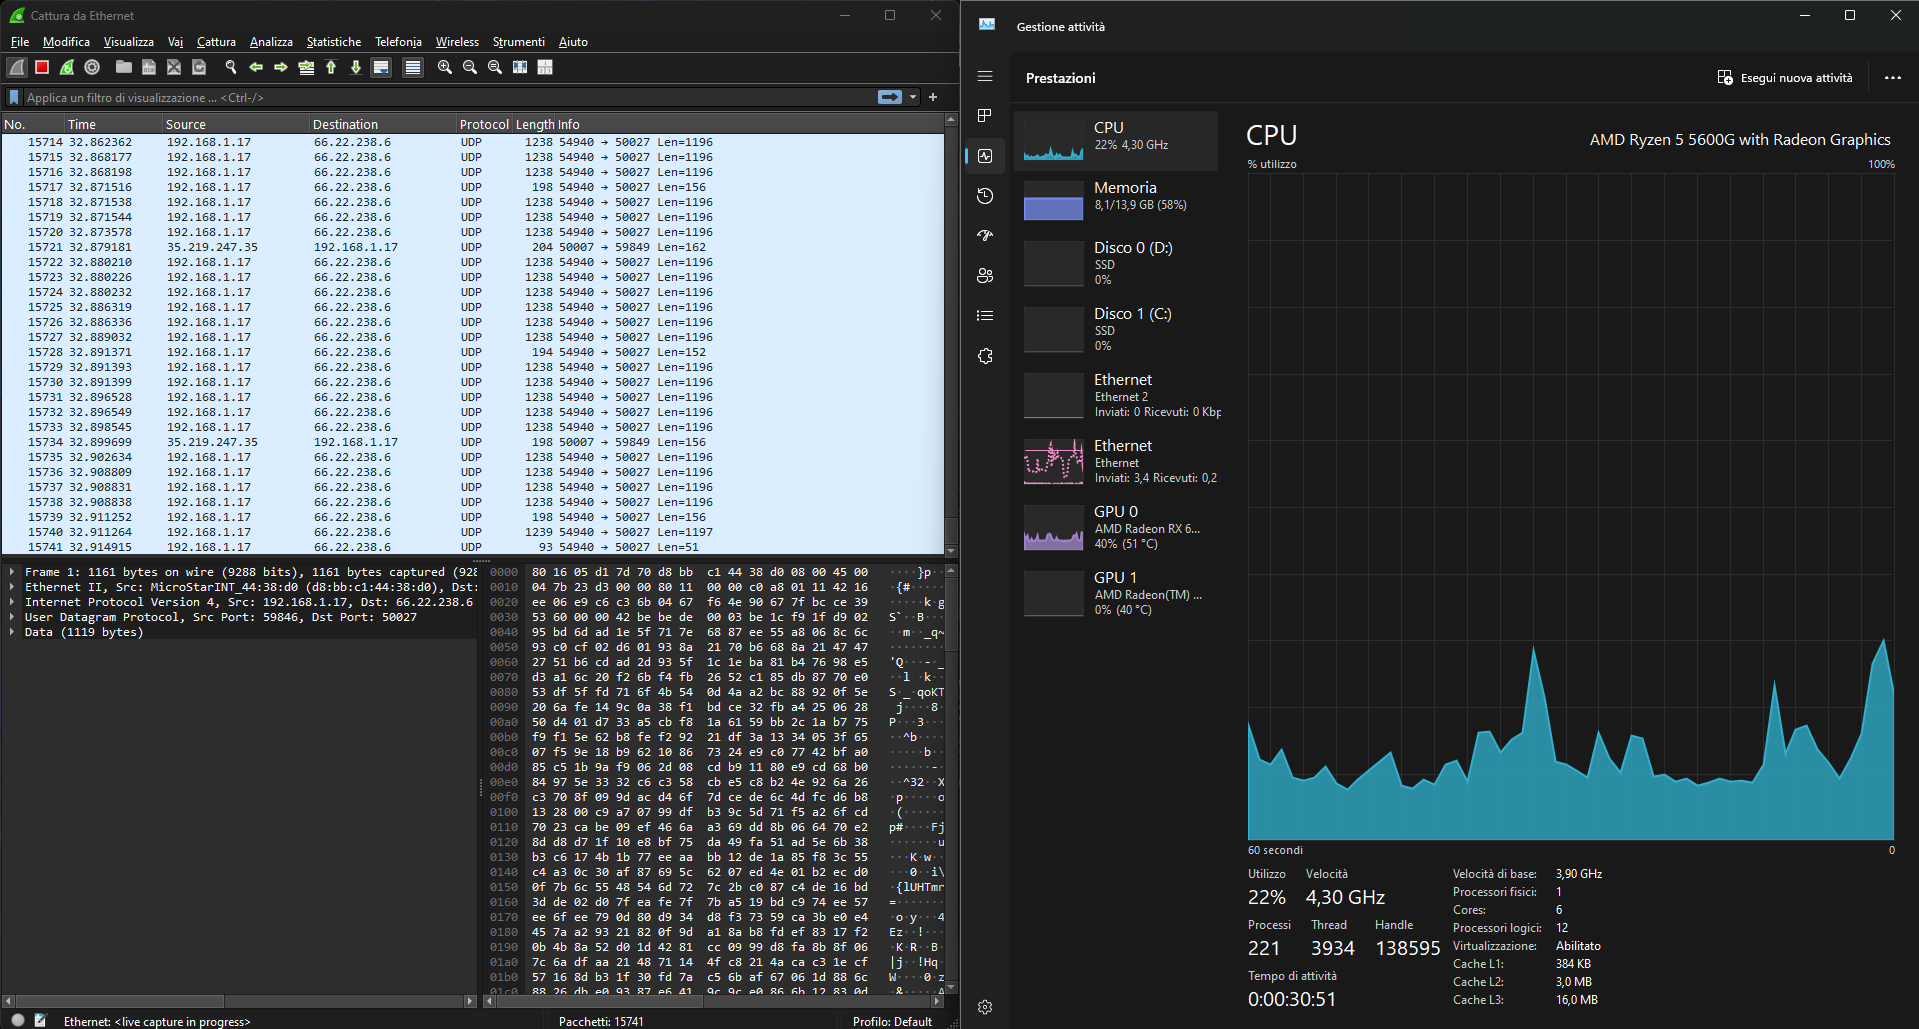 Cattura da Ethernet
File Modifica Visualizza Vai Cattura Analizza Statistiche Telefonia Wireless Strumenti Aiuto
Applica un filtro di visualizzazione ... <Ctrl-/>
No. Time Source Destination Protocol Length Info
15714 32.862362 192.168.1.17 66.22.238.6 UDP 1238 54940 → 50027 Len=1196
15715 32.868177 192.168.1.17 66.22.238.6 UDP 1238 54940 → 50027 Len=1196
15716 32.868198 192.168.1.17 66.22.238.6 UDP 1238 54940 → 50027 Len=1196
15717 32.871516 192.168.1.17 66.22.238.6 UDP 198 54940 → 50027 Len=156
15718 32.871538 192.168.1.17 66.22.238.6 UDP 1238 54940 → 50027 Len=1196
15719 32.871544 192.168.1.17 66.22.238.6 UDP 1238 54940 → 50027 Len=1196
15720 32.873578 192.168.1.17 66.22.238.6 UDP 1238 54940 → 50027 Len=1196
15721 32.879181 35.219.247.35 192.168.1.17 UDP 204 50007 → 59849 Len=162
15722 32.880210 192.168.1.17 66.22.238.6 UDP 1238 54940 → 50027 Len=1196
15723 32.880226 192.168.1.17 66.22.238.6 UDP 1238 54940 → 50027 Len=1196
15724 32.880232 192.168.1.17 66.22.238.6 UDP 1238 54940 → 50027 Len=1196
15725 32.886319 192.168.1.17 66.22.238.6 UDP 1238 54940 → 50027 Len=1196
15726 32.886336 192.168.1.17 66.22.238.6 UDP 1238 54940 → 50027 Len=1196
15727 32.889032 192.168.1.17 66.22.238.6 UDP 1238 54940 → 50027 Len=1196
15728 32.891371 192.168.1.17 66.22.238.6 UDP 194 54940 → 50027 Len=152
15729 32.891393 192.168.1.17 66.22.238.6 UDP 1238 54940 → 50027 Len=1196
15730 32.891399 192.168.1.17 66.22.238.6 UDP 1238 54940 → 50027 Len=1196
15731 32.896528 192.168.1.17 66.22.238.6 UDP 1238 54940 → 50027 Len=1196
15732 32.896549 192.168.1.17 66.22.238.6 UDP 1238 54940 → 50027 Len=1196
15733 32.898545 192.168.1.17 66.22.238.6 UDP 1238 54940 → 50027 Len=1196
15734 32.899699 35.219.247.35 192.168.1.17 UDP 198 50007 → 59849 Len=156
15735 32.902634 192.168.1.17 66.22.238.6 UDP 1238 54940 → 50027 Len=1196
15736 32.908809 192.168.1.17 66.22.238.6 UDP 1238 54940 → 50027 Len=1196
15737 32.908831 192.168.1.17 66.22.238.6 UDP 1238 54940 → 50027 Len=1196
15738 32.908838 192.168.1.17 66.22.238.6 UDP 1238 54940 → 50027 Len=1196
15739 32.911252 192.168.1.17 66.22.238.6 UDP 198 54940 → 50027 Len=156
15740 32.911264 192.168.1.17 66.22.238.6 UDP 1239 54940 → 50027 Len=1197
15741 32.914915 192.168.1.17 66.22.238.6 UDP 93 54940 → 50027 Len=51
Frame 1: 1161 bytes on wire (9288 bits), 1161 bytes captured (928
Ethernet II, Src: MicroStarINT_44:38:d0 (d8:bb:c1:44:38:d0), Dst:
Internet Protocol Version 4, Src: 192.168.1.17, Dst: 66.22.238.6
User Datagram Protocol, Src Port: 59846, Dst Port: 50027
Data (1119 bytes)
0000 80 16 05 d1 7d 70 d8 bb c1 44 38 d0 08 00 45 00 ····}p
0010 04 7b 23 d3 00 00 80 11 00 00 c0 a8 01 11 42 16 ·{#·····
0020 ee 06 e9 c6 c3 6b 04 67 f6 4e 90 67 7f bc ce 39 ·····k·g
0030 53 60 00 00 42 be be de 00 03 be 1c f9 1f d9 02 S`··B···
0040 95 bd 6d ad 1e 5f 71 7e 68 87 ee 55 a8 06 8c 6c ··m··_q~
0050 93 c0 cf 02 d6 01 93 8a 21 70 b6 68 8a 21 47 47 ········
0060 27 51 b6 cd ad 2d 93 5f 1c 1e ba 81 b4 76 98 e5 'Q···-·_
0070 d3 a1 6c 20 f2 6b f4 fb 26 52 c1 85 db 87 70 e0 ··l ·k··
0080 53 df 5f fd 71 6f 4b 54 0d 4a a2 bc 88 92 0f 5e S·_·qoKT
0090 20 6a fe 14 9c 0a 38 f1 bd ce 32 fb a4 25 06 28 j····8·
00a0 50 d4 01 d7 33 a5 cb f8 1a 61 59 bb 2c 1a b7 75 P···3···
00b0 f9 f1 5e 62 b8 fe f2 92 21 df 3a 13 34 05 3f 65 ··^b····
00c0 07 f5 9e 18 b9 62 10 86 73 24 e9 c0 77 42 bf a0 ·····b··
00d0 85 c5 1b 9a f9 06 2d 08 cd b9 11 80 e9 cd 68 b0 ······-·
00e0 84 97 5e 33 32 c6 c3 58 cb e5 c8 b2 4e 92 6a 26 ··^32··X
00f0 c3 70 8f 09 9d ac d4 6f 7d ce de 6c 4d fc d6 b8 ·p·····o
0100 13 28 00 c9 a7 07 99 df b3 9c 5d 71 f5 a2 6f cd ·(······
0110 70 23 ca be 09 ef 46 6a a3 69 dd 8b 06 64 70 e2 p#····Fj
0120 8d d8 d7 1f 10 e8 bf 75 da 49 fa 51 ad 5e 6b 38 ·······u
0130 b3 c6 17 4b 1b 77 ee aa bb 12 de 1a 85 f8 3c 55 ···K·w··
0140 c4 a3 0c 30 af 87 69 5c 62 07 ed 4e 01 b2 ec d0 ···0··i\
0150 0f 7b 6c 55 48 54 6d 72 7c 2b c0 87 c4 de 16 bd ·{lUHTmr
0160 3d de 02 d0 7f ea fe 7f 7b a5 19 bd c9 74 ee 57 =·······
0170 ee 6f ee 79 0d 80 d9 34 d8 f3 73 59 ca 3b e0 e4 ·o·y···4
0180 45 7a a2 93 21 82 0f 9d a1 8a b8 fd ef 83 17 f2 Ez··!···
0190 0b 4b 8a 52 d0 1d 42 81 cc 09 99 d8 fa 8b 8f 06 ·K·R··B·
01a0 7c 6a df aa 21 48 71 14 4f c8 21 4a ca c3 1e cf |j··!Hq·
01b0 57 16 8d b3 1f 30 fd 7a c5 6b af 67 06 1d 88 6c W····0·z
01c0 88 26 db e0 93 87 e6 41 9c 9c e0 86 6b 12 83 0d ·&·····A
Ethernet: <live capture in progress> Pacchetti: 15741 Profilo: Default
Gestione attività
Prestazioni Esegui nuova attività
CPU
22% 4,30 GHz
Memoria
8,1/13,9 GB (58%)
Disco 0 (D:)
SSD
0%
Disco 1 (C:)
SSD
0%
Ethernet
Ethernet 2
Inviati: 0 Ricevuti: 0 Kbp
Ethernet
Ethernet
Inviati: 3,4 Ricevuti: 0,2
GPU 0
AMD Radeon RX 6...
40% (51 °C)
GPU 1
AMD Radeon(TM) ...
0% (40 °C)
CPU AMD Ryzen 5 5600G with Radeon Graphics
% utilizzo 100%
60 secondi 0
Utilizzo Velocità
22% 4,30 GHz
Processi Thread Handle
221 3934 138595
Tempo di attività
0:00:30:51
Velocità di base: 3,90 GHz
Processori fisici: 1
Cores: 6
Processori logici: 12
Virtualizzazione: Abilitato
Cache L1: 384 KB
Cache L2: 3,0 MB
Cache L3: 16,0 MB